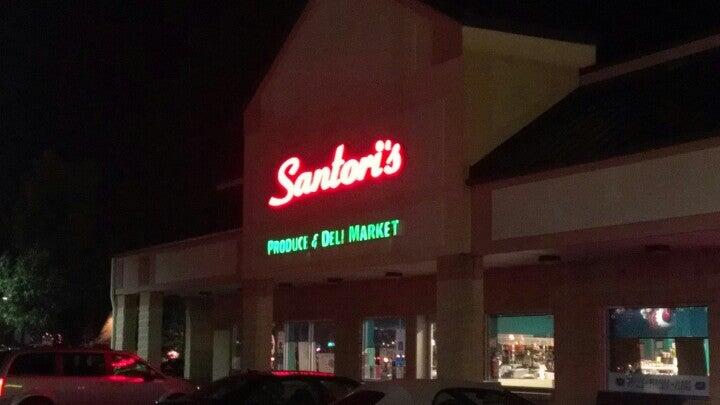 Santori's
PRODUCE & DELI MARKET